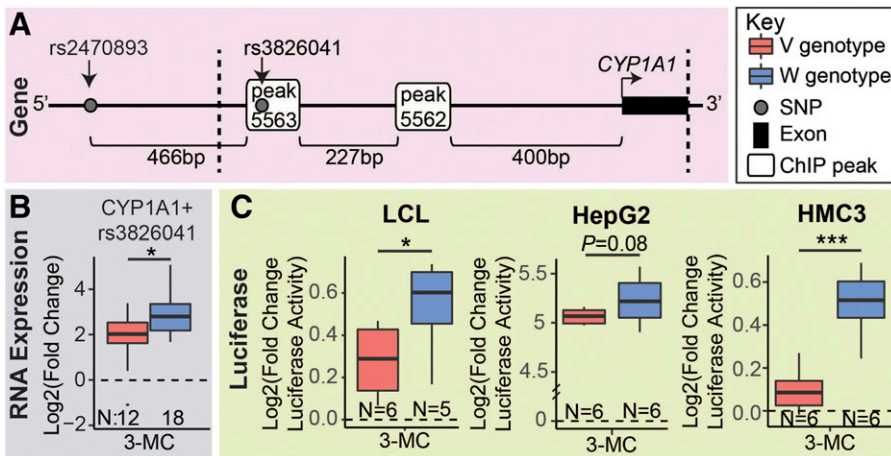 A
Gene
rs2470893
rs3826041
CYP1A1
5’
peak
5563
peak
5562
3’
466bp
227bp
400bp
Key
V genotype
W genotype
SNP
Exon
ChIP peak
B
RNA Expression
CYP1A1+
rs3826041
*
Log2(Fold Change)
4
2
0
−2
N:12 18
3-MC
C
Luciferase
LCL
*
Log2(Fold Change
Luciferase Activity)
0.6
0.4
0.2
0.0
N=6 N=5
3-MC
HepG2
P=0.08
Log2(Fold Change
Luciferase Activity)
5.5
5
4.5
0
N=6 N=6
3-MC
HMC3
***
Log2(Fold Change
Luciferase Activity)
0.6
0.4
0.2
0.0
N=6 N=6
3-MC